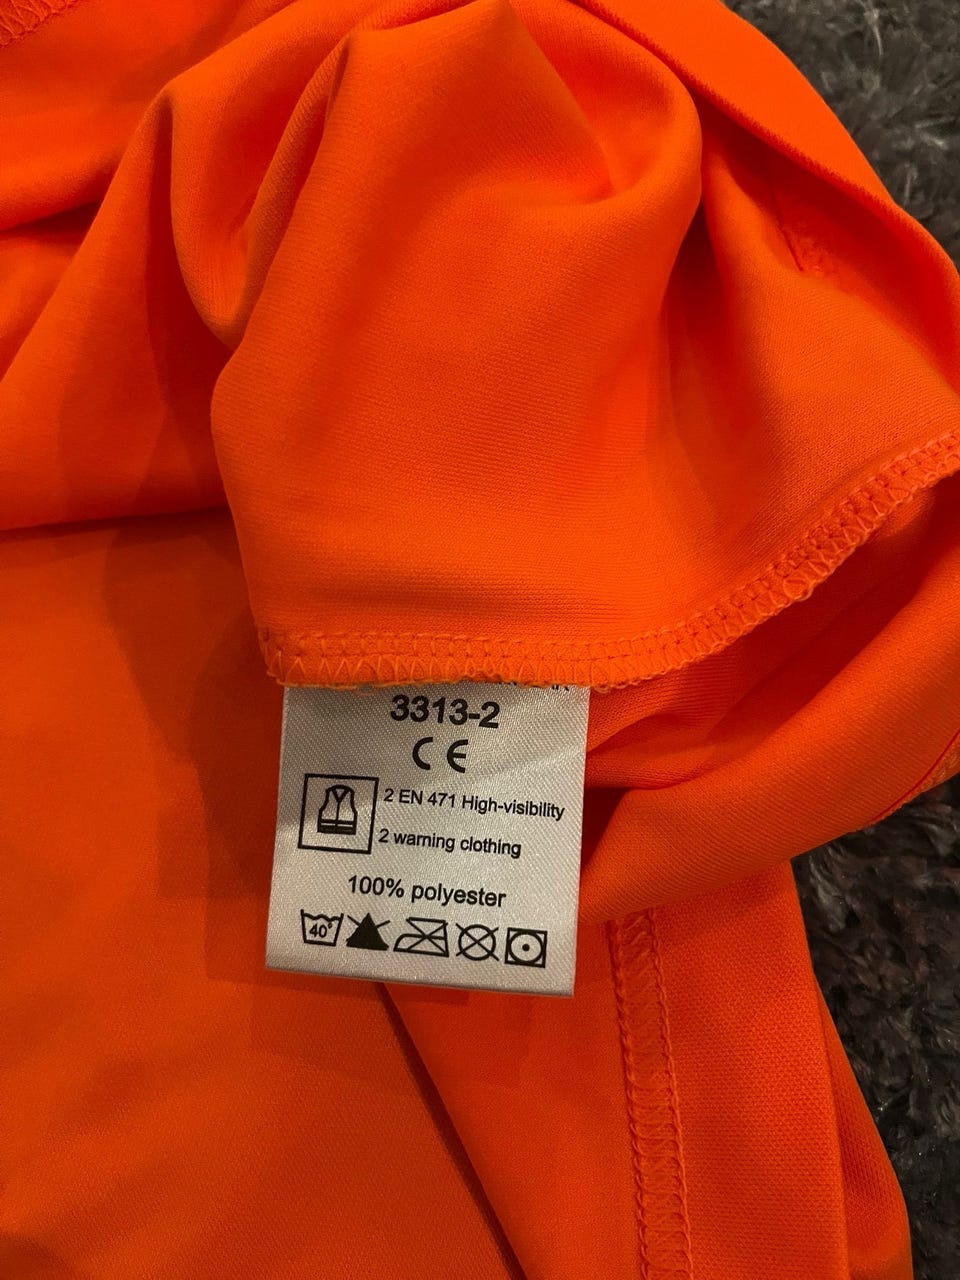 3313-2
CE
2 EN 471 High-visibility
2 warning clothing
100% polyester
40°